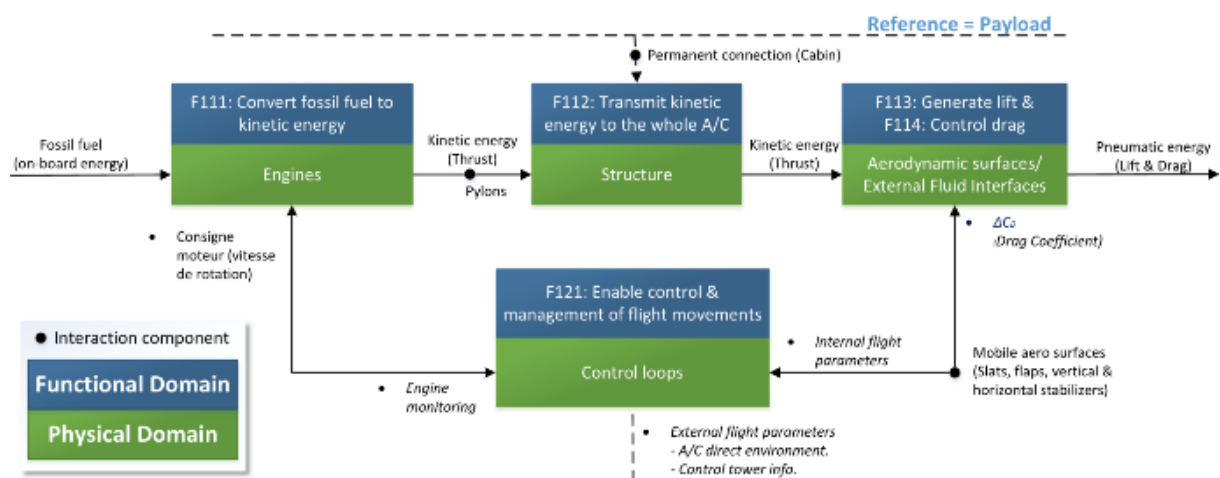 Reference = Payload
Permanent connection (Cabin)
F111: Convert fossil fuel to
kinetic energy
Engines
F112: Transmit kinetic
energy to the whole A/C
Structure
F113: Generate lift &
F114: Control drag
Aerodynamic surfaces/
External Fluid Interfaces
Fossil fuel
(on-board energy)
Kinetic energy
(Thrust)
Pylons
Kinetic energy
(Thrust)
Pneumatic energy
(Lift & Drag)
• Consigne
moteur (vitesse
de rotation)
• ΔCD
Drag Coefficient)
F121: Enable control &
management of flight movements
Control loops
• Internal flight
parameters
Mobile aero surfaces
(Slats, flaps, vertical &
horizontal stabilizers)
• Engine
monitoring
Interaction component
Functional Domain
Physical Domain
• External flight parameters
- A/C direct environment.
- Control tower info.